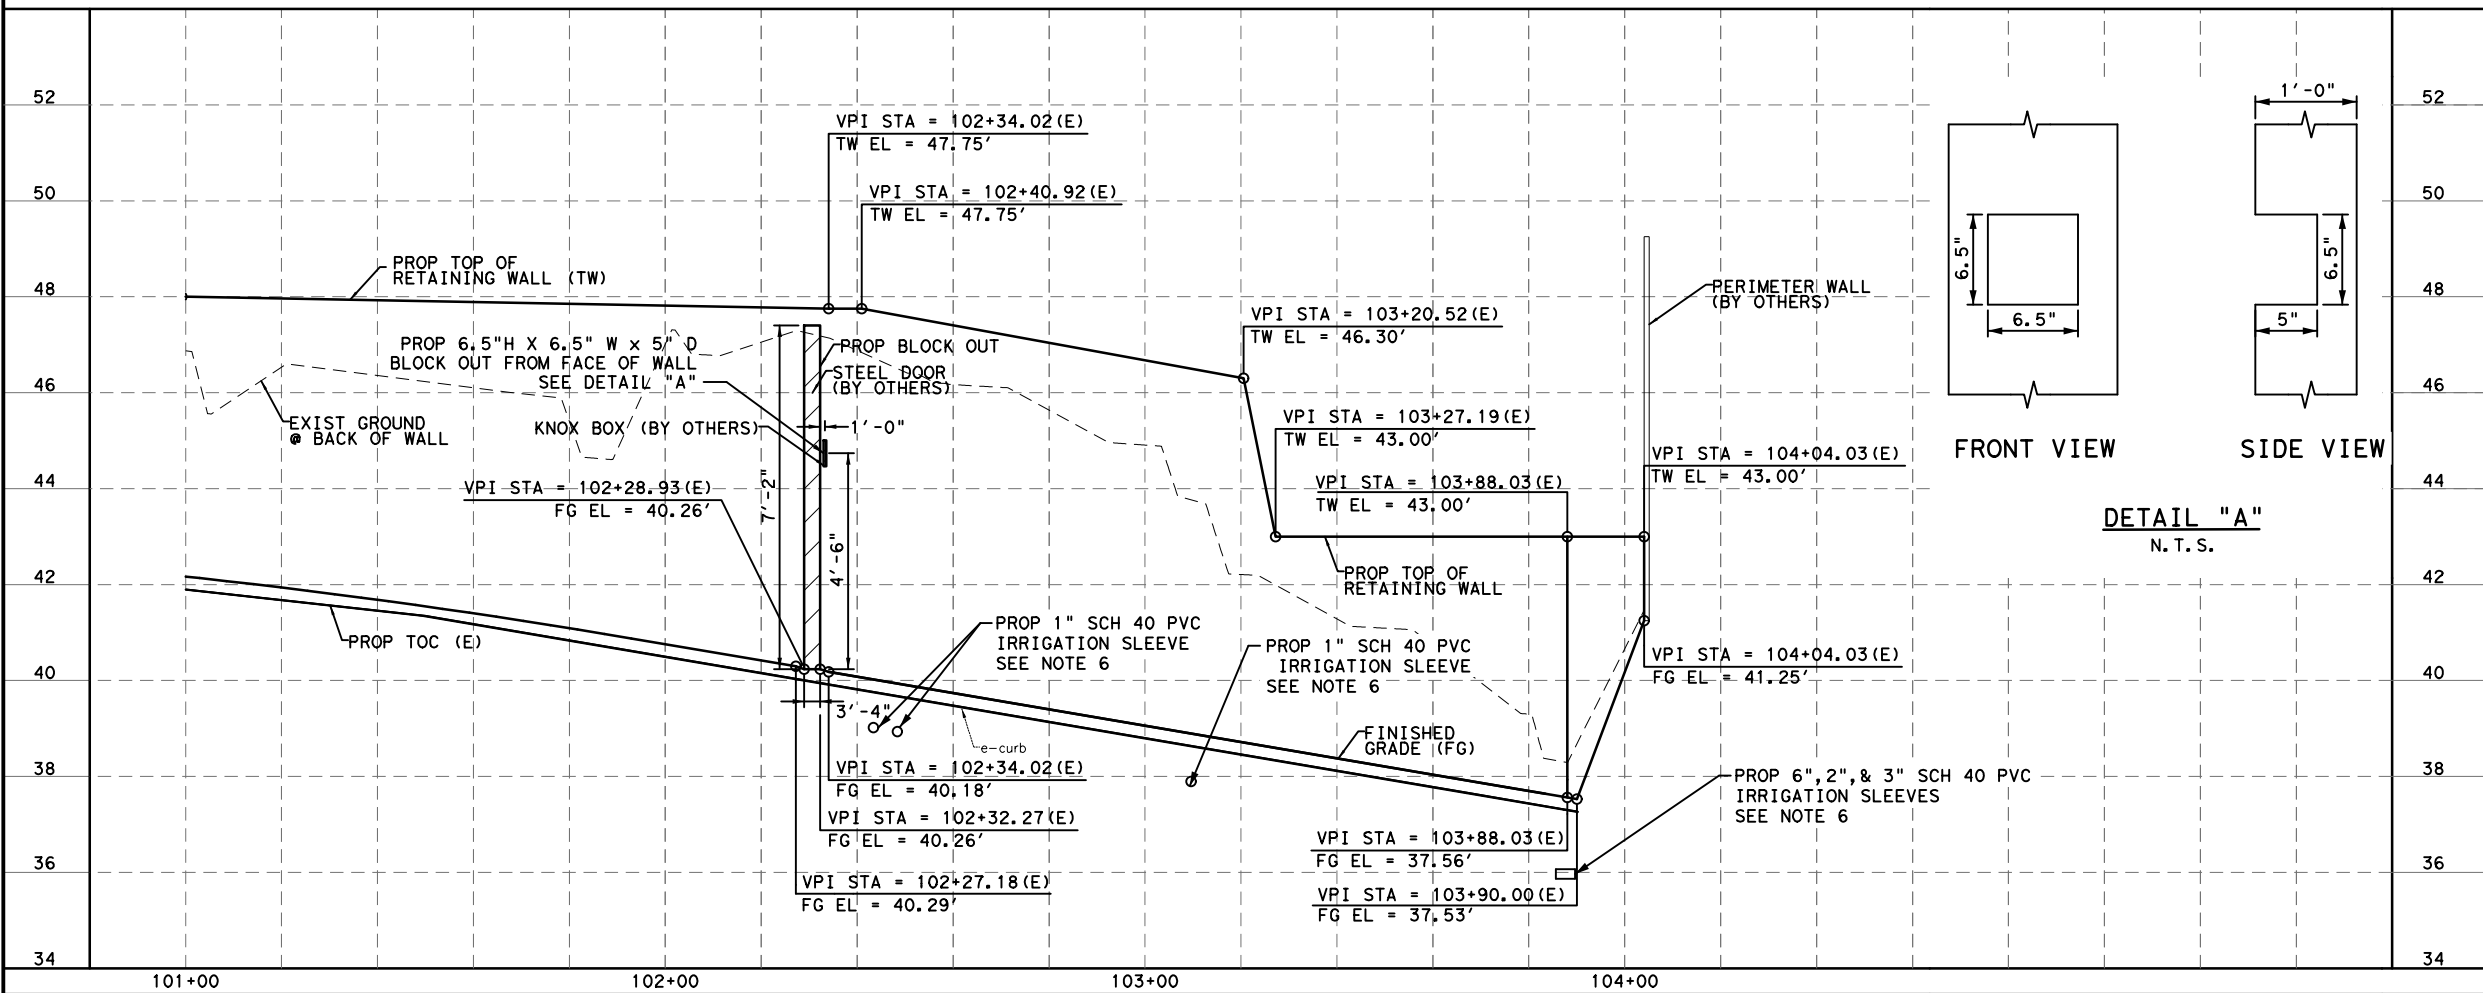 52
50
48
46
44
42
40
38
36
34
52
50
48
46
44
42
40
38
36
34
101+00
102+00
103+00
104+00
VPI STA = 102+34.02(E)
TW EL = 47.75'
VPI STA = 102+40.92(E)
TW EL = 47.75'
PROP TOP OF
RETAINING WALL (TW)
PROP 6.5"H X 6.5" W x 5" D
BLOCK OUT FROM FACE OF WALL
SEE DETAIL "A"
PROP BLOCK OUT
STEEL DOOR
(BY OTHERS)
EXIST GROUND
@ BACK OF WALL
KNOX BOX (BY OTHERS)
1'-0"
7'-2"
4'-6"
VPI STA = 102+28.93(E)
FG EL = 40.26'
PROP TOC (E)
3'-4"
PROP 1" SCH 40 PVC
IRRIGATION SLEEVE
SEE NOTE 6
e-curb
VPI STA = 102+34.02(E)
FG EL = 40.18'
VPI STA = 102+32.27(E)
FG EL = 40.26'
VPI STA = 102+27.18(E)
FG EL = 40.29'
VPI STA = 103+20.52(E)
TW EL = 46.30'
VPI STA = 103+27.19(E)
TW EL = 43.00'
VPI STA = 103+88.03(E)
TW EL = 43.00'
PROP TOP OF
RETAINING WALL
PROP 1" SCH 40 PVC
IRRIGATION SLEEVE
SEE NOTE 6
FINISHED
GRADE (FG)
VPI STA = 103+88.03(E)
FG EL = 37.56'
VPI STA = 103+90.00(E)
FG EL = 37.53'
PERIMETER WALL
(BY OTHERS)
VPI STA = 104+04.03(E)
TW EL = 43.00'
VPI STA = 104+04.03(E)
FG EL = 41.25'
PROP 6",2",& 3" SCH 40 PVC
IRRIGATION SLEEVES
SEE NOTE 6
6.5"
6.5"
FRONT VIEW
1'-0"
6.5"
5"
SIDE VIEW
DETAIL "A"
N.T.S.